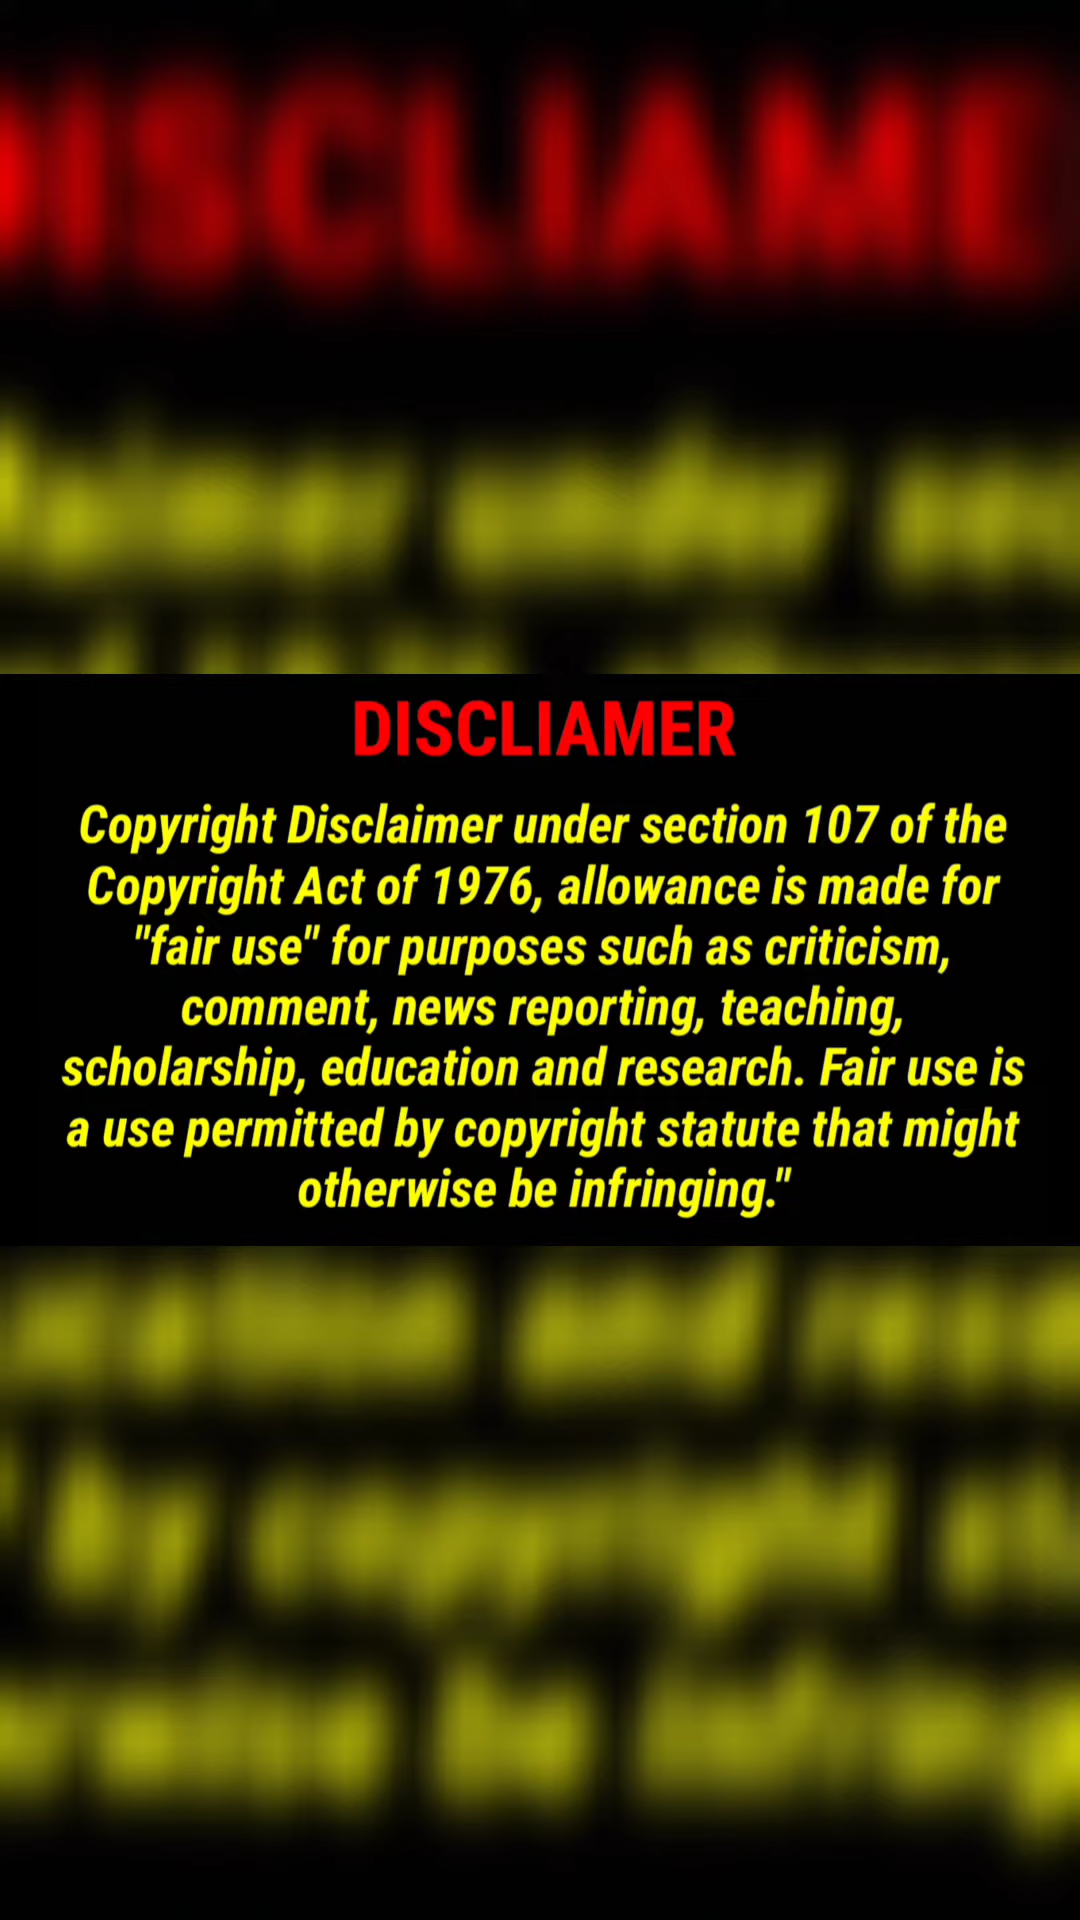 DISCLIAME
DISCLIAMER
Copyright Disclaimer under section 107 of the
Copyright Act of 1976, allowance is made for
"fair use" for purposes such as criticism,
comment, news reporting, teaching,
scholarship, education and research. Fair use is
a use permitted by copyright statute that might
otherwise be infringing."